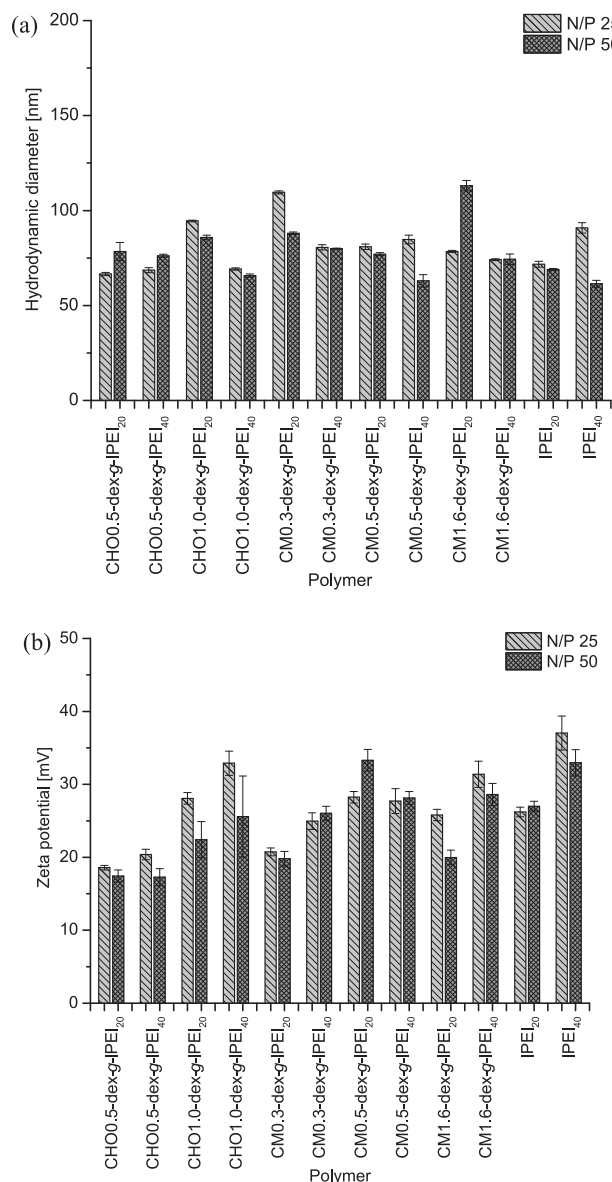 (a)
N/P 25
N/P 50
200
150
100
50
0
Hydrodynamic diameter [nm]
CHO0.5-dex-g-lPEI20
CHO0.5-dex-g-lPEI40
CHO1.0-dex-g-lPEI20
CHO1.0-dex-g-lPEI40
CM0.3-dex-g-lPEI20
CM0.3-dex-g-lPEI40
CM0.5-dex-g-lPEI20
CM0.5-dex-g-lPEI40
CM1.6-dex-g-lPEI20
CM1.6-dex-g-lPEI40
lPEI20
lPEI40
Polymer
(b)
N/P 25
N/P 50
50
40
30
20
10
0
Zeta potential [mV]
CHO0.5-dex-g-lPEI20
CHO0.5-dex-g-lPEI40
CHO1.0-dex-g-lPEI20
CHO1.0-dex-g-lPEI40
CM0.3-dex-g-lPEI20
CM0.3-dex-g-lPEI40
CM0.5-dex-g-lPEI20
CM0.5-dex-g-lPEI40
CM1.6-dex-g-lPEI20
CM1.6-dex-g-lPEI40
lPEI20
lPEI40
Polymer